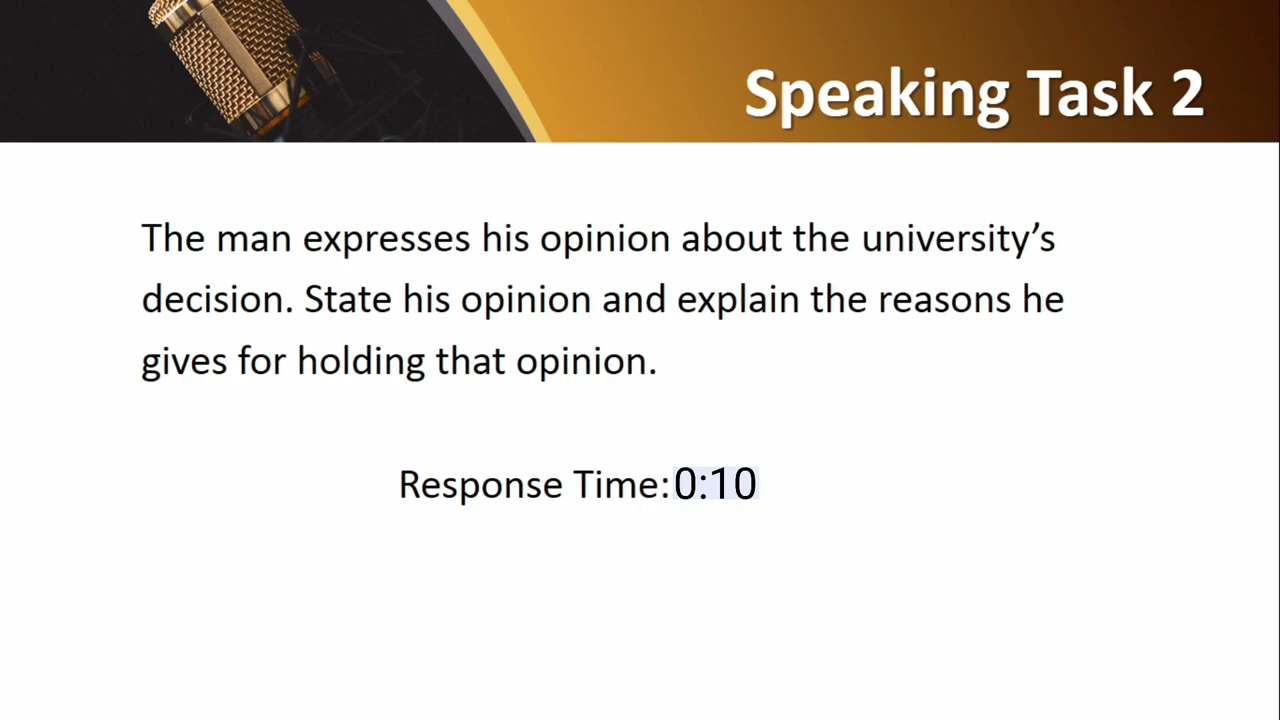 Speaking Task 2
The man expresses his opinion about the university’s
decision. State his opinion and explain the reasons he
gives for holding that opinion.
Response Time: 0:10